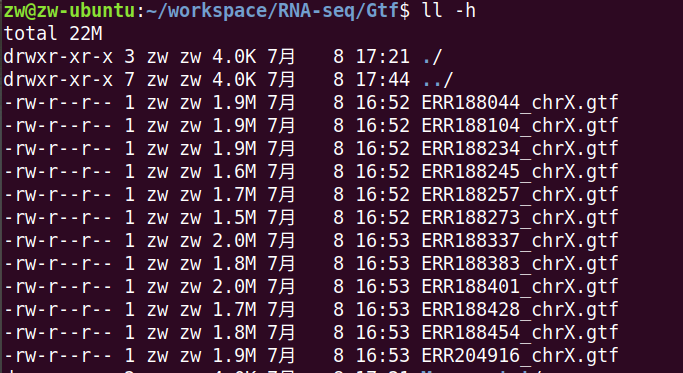 zw@zw-ubuntu:~/workspace/RNA-seq/Gtf$ ll -h
total 22M
drwxr-xr-x 3 zw zw 4.0K 7月 8 17:21 ./
drwxr-xr-x 7 zw zw 4.0K 7月 8 17:44 ../
-rw-r--r-- 1 zw zw 1.9M 7月 8 16:52 ERR188044_chrX.gtf
-rw-r--r-- 1 zw zw 1.9M 7月 8 16:52 ERR188104_chrX.gtf
-rw-r--r-- 1 zw zw 1.9M 7月 8 16:52 ERR188234_chrX.gtf
-rw-r--r-- 1 zw zw 1.6M 7月 8 16:52 ERR188245_chrX.gtf
-rw-r--r-- 1 zw zw 1.7M 7月 8 16:52 ERR188257_chrX.gtf
-rw-r--r-- 1 zw zw 1.5M 7月 8 16:52 ERR188273_chrX.gtf
-rw-r--r-- 1 zw zw 2.0M 7月 8 16:53 ERR188337_chrX.gtf
-rw-r--r-- 1 zw zw 1.8M 7月 8 16:53 ERR188383_chrX.gtf
-rw-r--r-- 1 zw zw 2.0M 7月 8 16:53 ERR188401_chrX.gtf
-rw-r--r-- 1 zw zw 1.7M 7月 8 16:53 ERR188428_chrX.gtf
-rw-r--r-- 1 zw zw 1.8M 7月 8 16:53 ERR188454_chrX.gtf
-rw-r--r-- 1 zw zw 1.9M 7月 8 16:53 ERR204916_chrX.gtf